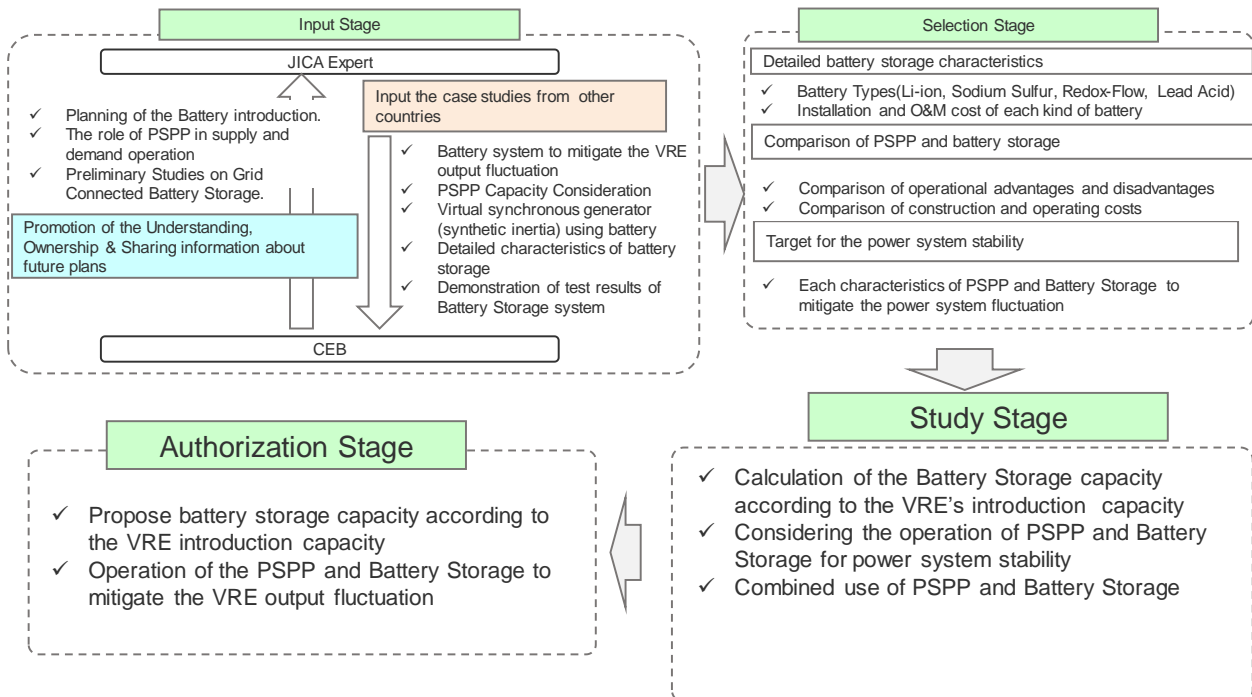 Input Stage
JICA Expert
✓ Planning of the Battery introduction.
✓ The role of PSPP in supply and
demand operation
✓ Preliminary Studies on Grid
Connected Battery Storage.
Promotion of the Understanding,
Ownership & Sharing information about
future plans
Input the case studies from other
countries
✓ Battery system to mitigate the VRE
output fluctuation
✓ PSPP Capacity Consideration
✓ Virtual synchronous generator
(synthetic inertia) using battery
✓ Detailed characteristics of battery
storage
✓ Demonstration of test results of
Battery Storage system
CEB
Selection Stage
Detailed battery storage characteristics
✓ Battery Types(Li-ion, Sodium Sulfur, Redox-Flow, Lead Acid)
✓ Installation and O&M cost of each kind of battery
Comparison of PSPP and battery storage
✓ Comparison of operational advantages and disadvantages
✓ Comparison of construction and operating costs
Target for the power system stability
✓ Each characteristics of PSPP and Battery Storage to
mitigate the power system fluctuation
Study Stage
✓ Calculation of the Battery Storage capacity
according to the VRE's introduction capacity
✓ Considering the operation of PSPP and Battery
Storage for power system stability
✓ Combined use of PSPP and Battery Storage
Authorization Stage
✓ Propose battery storage capacity according to
the VRE introduction capacity
✓ Operation of the PSPP and Battery Storage to
mitigate the VRE output fluctuation